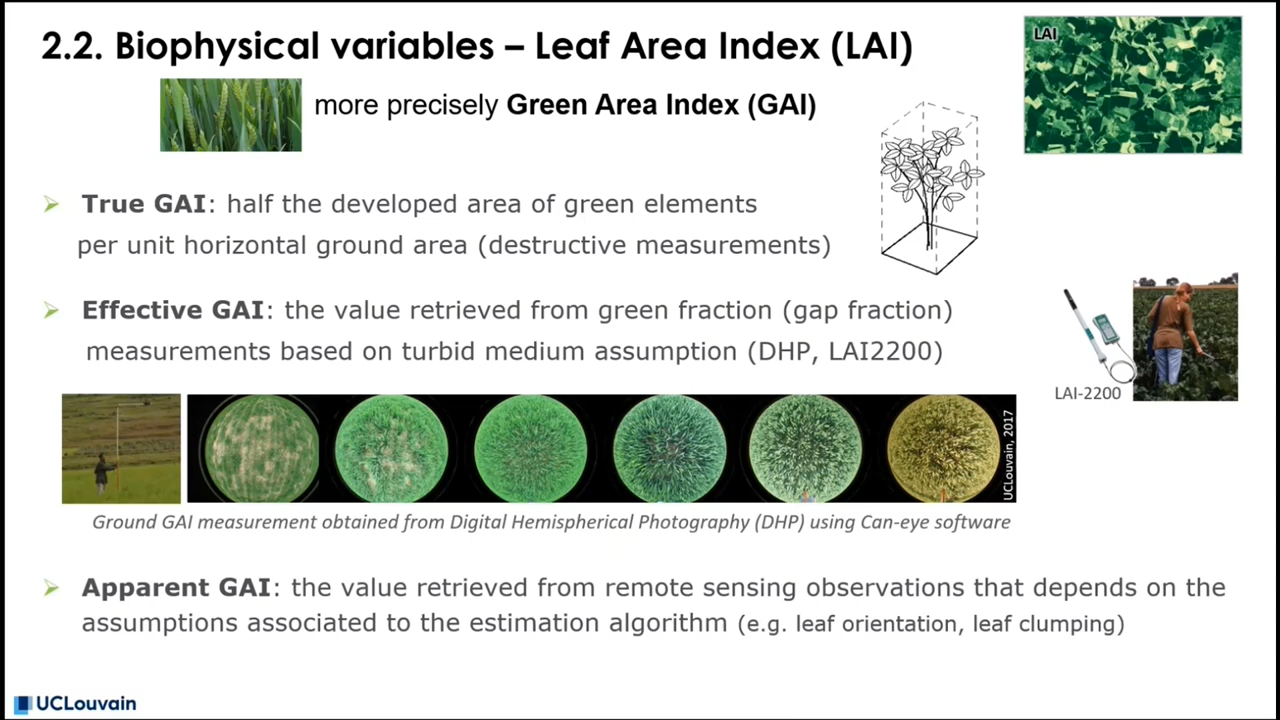 2.2. Biophysical variables – Leaf Area Index (LAI)
LAI
more precisely Green Area Index (GAI)
True GAI: half the developed area of green elements
per unit horizontal ground area (destructive measurements)
Effective GAI: the value retrieved from green fraction (gap fraction)
measurements based on turbid medium assumption (DHP, LAI2200)
LAI-2200
UCLouvain, 2017
Ground GAI measurement obtained from Digital Hemispherical Photography (DHP) using Can-eye software
Apparent GAI: the value retrieved from remote sensing observations that depends on the
assumptions associated to the estimation algorithm (e.g. leaf orientation, leaf clumping)
UCLouvain